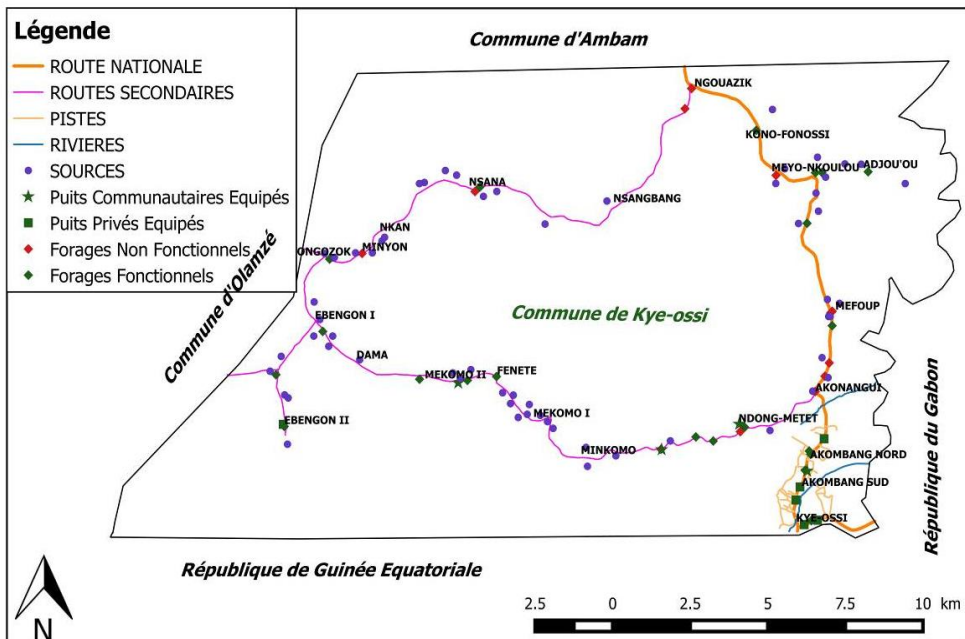 Légende
ROUTE NATIONALE
ROUTES SECONDAIRES
PISTES
RIVIERES
SOURCES
Puits Communautaires Equipés
Puits Privés Equipés
Forages Non Fonctionnels
Forages Fonctionnels
Commune d'Ambam
NGOUAZIK
KONO-FONOSSI
MEYO-NKOULOU
ADJOU'OU
NSANA
NSANGBANG
NKAN
ONGOZOK
MINYON
Commune d'Olamzé
EBENGON I
Commune de Kye-ossi
MEFOUP
DAMA
MEKOMO II
FENETE
AKONANGUI
République du Gabon
EBENGON II
MEKOMO I
NDONG-METET
MINKOMO
AKOMBANG NORD
AKOMBANG SUD
KYE-OSSI
République de Guinée Equatoriale
N
2.5 0 2.5 5 7.5 10 km